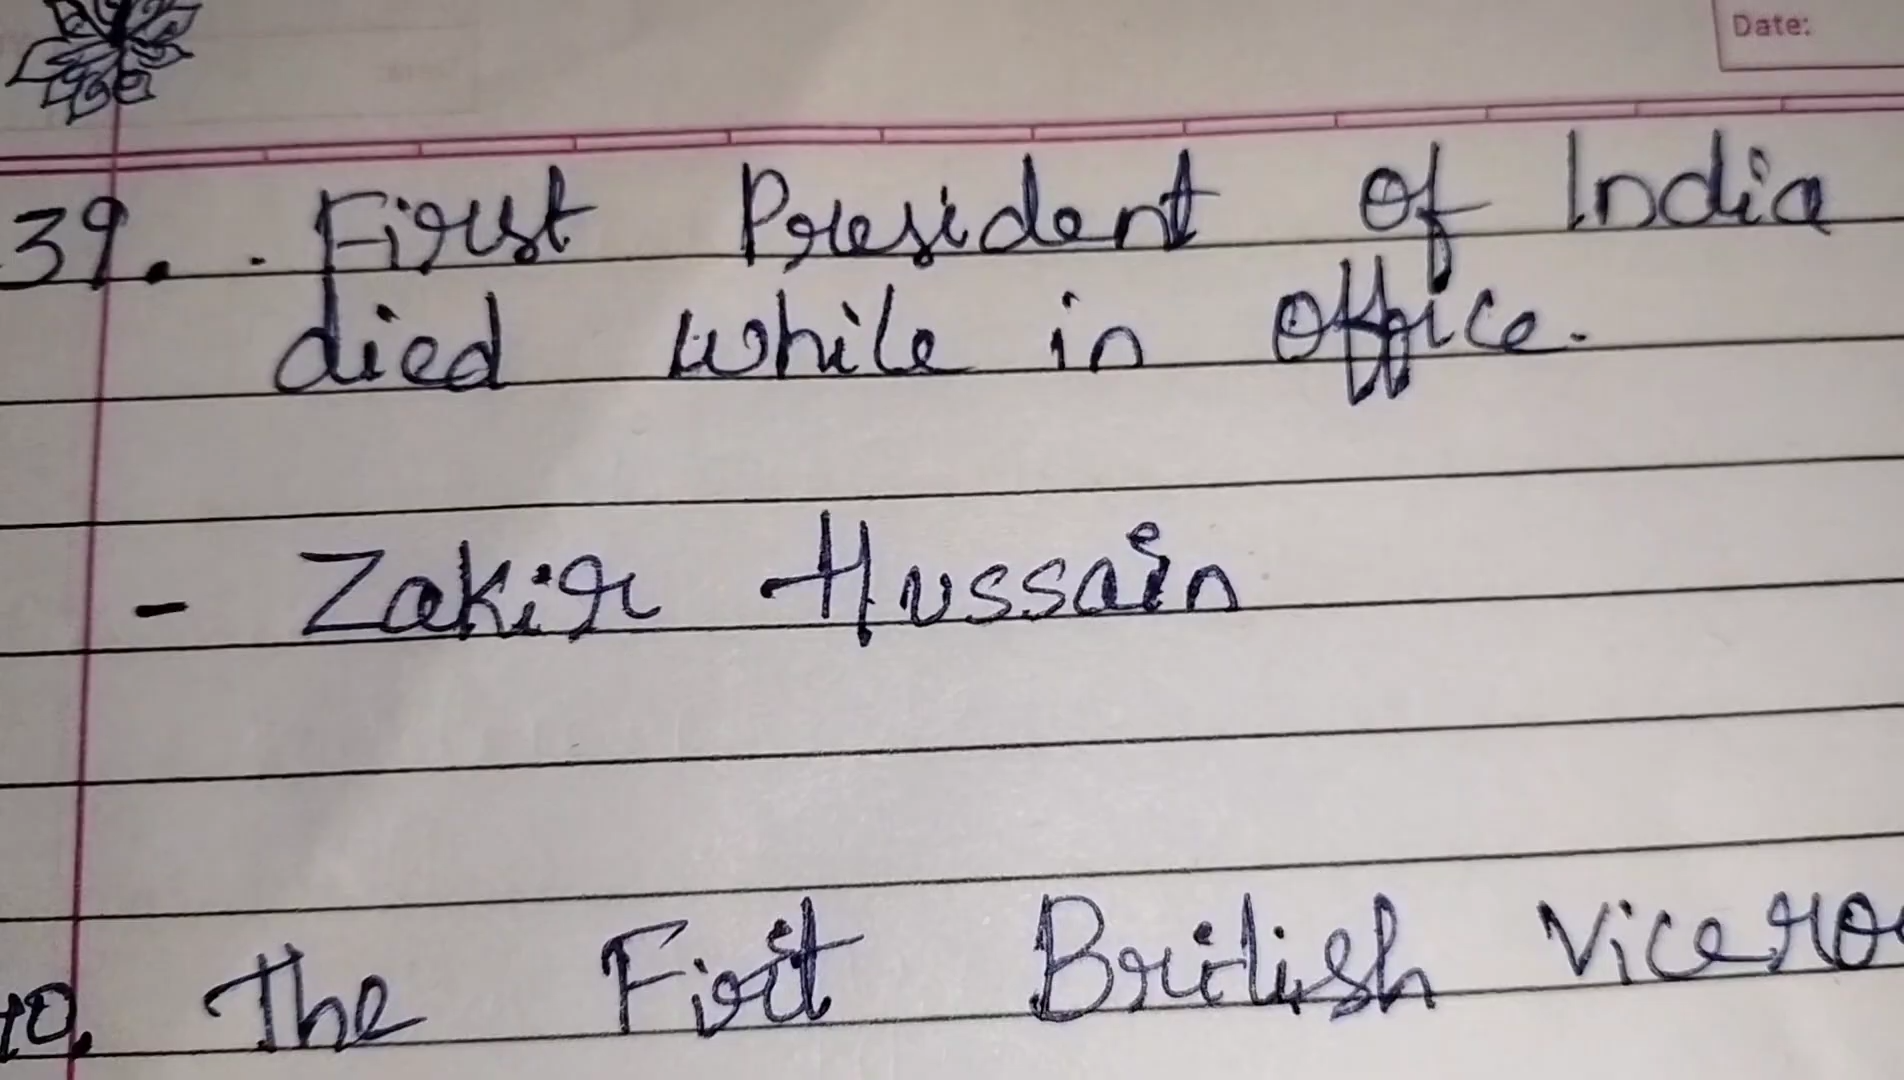 Date:
39. . First President of India
died while in office.
- Zakir Hussain
40. The First British Vicero